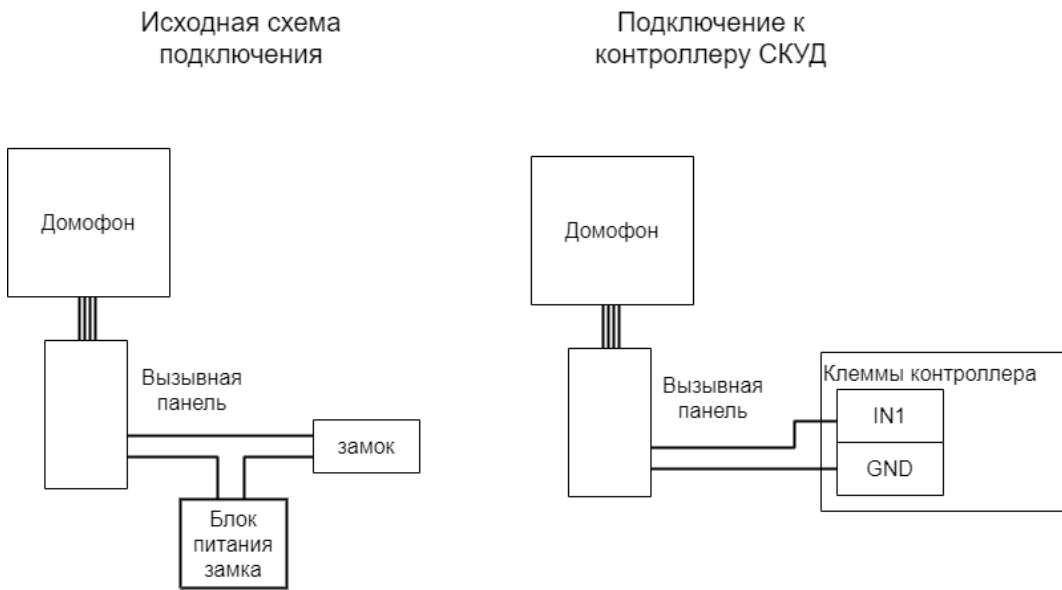 Исходная схема
подключения
Подключение к
контроллеру СКУД
Домофон
Вызывная
панель
замок
Блок
питания
замка
Домофон
Вызывная
панель
Клеммы контроллера
IN1
GND